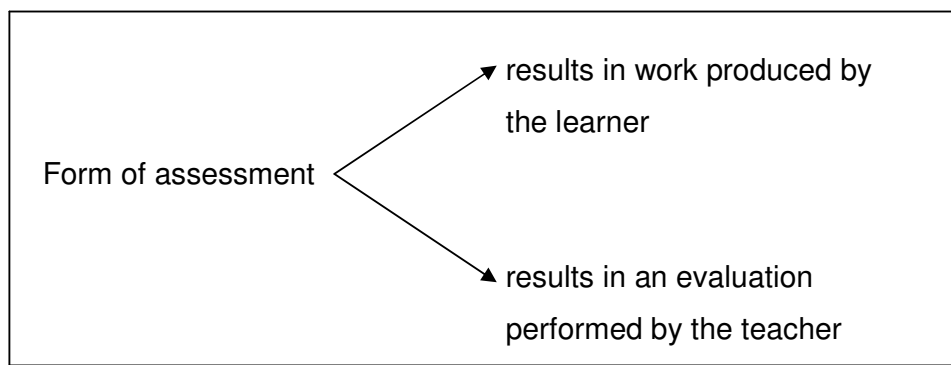 results in work produced by
the learner
Form of assessment
results in an evaluation
performed by the teacher